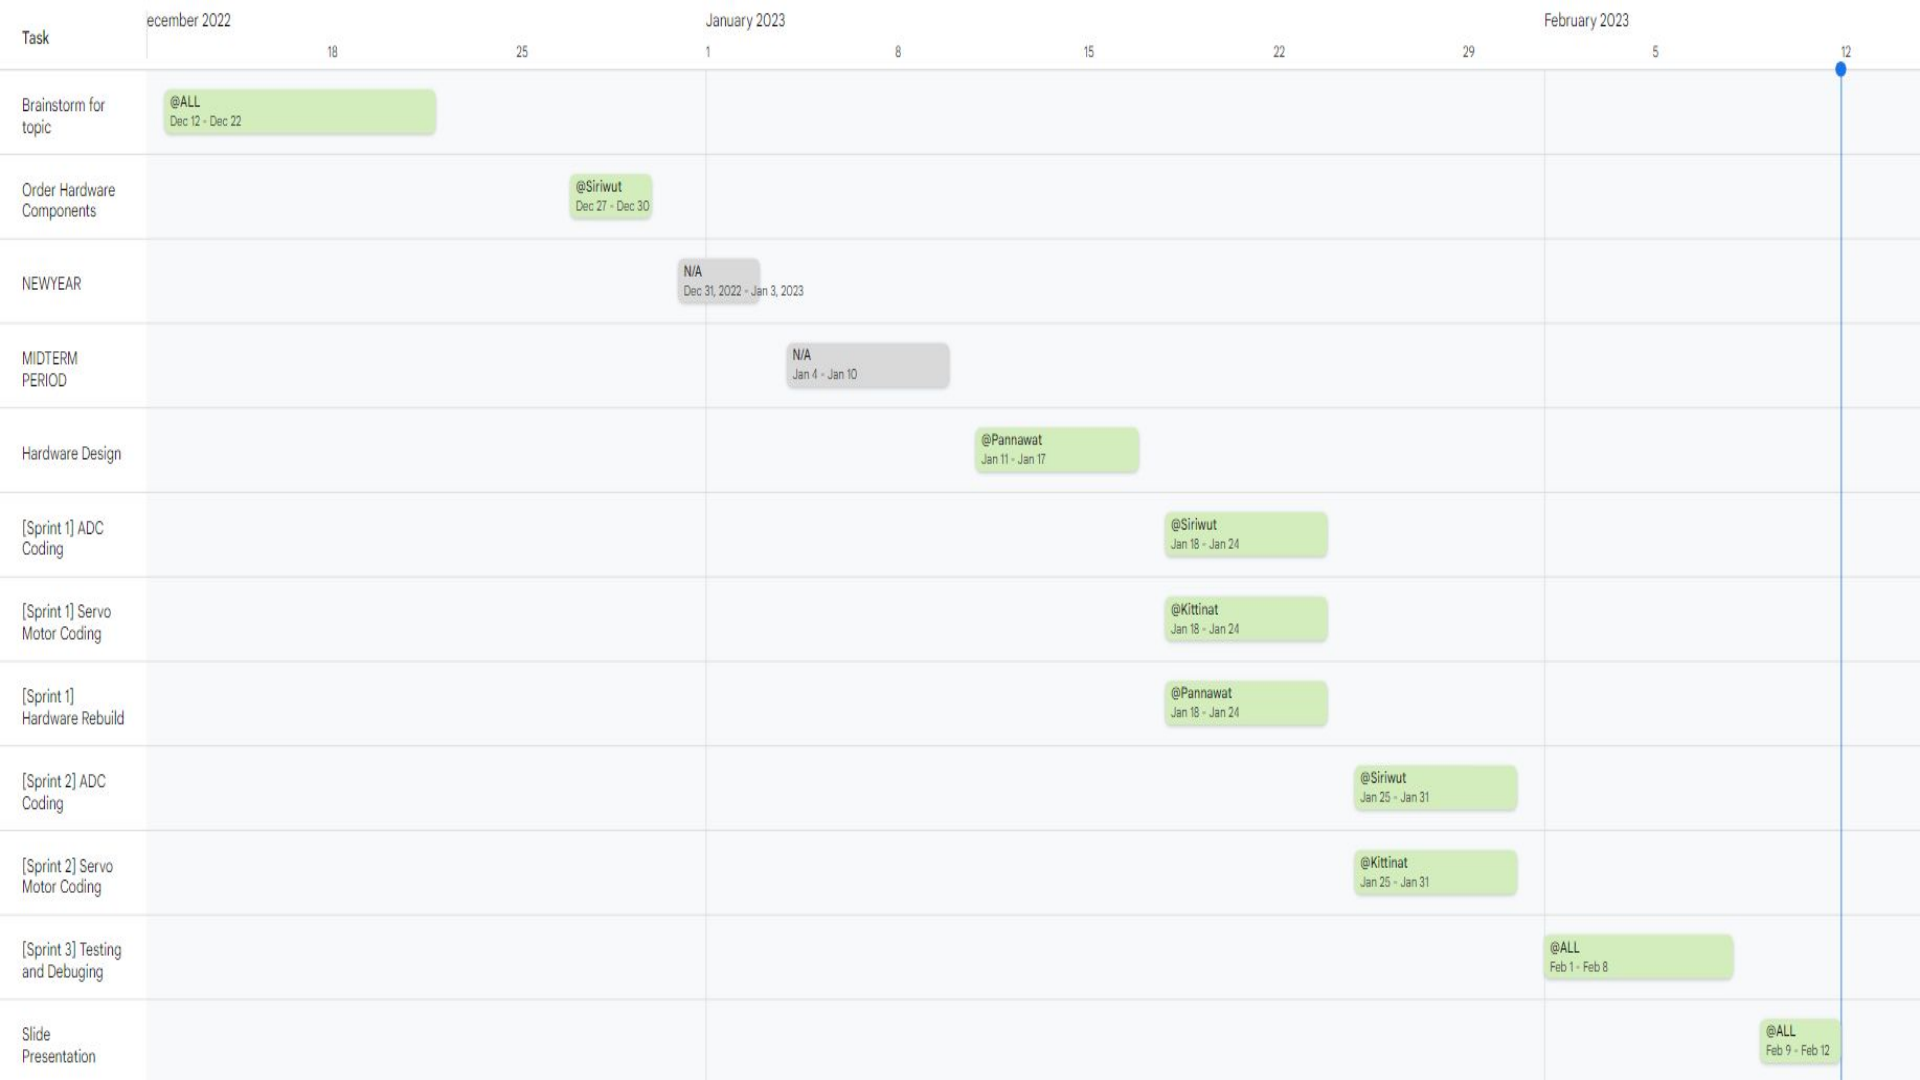 ecember 2022
January 2023
February 2023
Task
18
25
1
8
15
22
29
5
12
Brainstorm for
topic
@ALL
Dec 12 - Dec 22
Order Hardware
Components
@Siriwut
Dec 27 - Dec 30
NEWYEAR
N/A
Dec 31, 2022 - Jan 3, 2023
MIDTERM
PERIOD
N/A
Jan 4 - Jan 10
Hardware Design
@Pannawat
Jan 11 - Jan 17
[Sprint 1] ADC
Coding
@Siriwut
Jan 18 - Jan 24
[Sprint 1] Servo
Motor Coding
@Kittinat
Jan 18 - Jan 24
[Sprint 1]
Hardware Rebuild
@Pannawat
Jan 18 - Jan 24
[Sprint 2] ADC
Coding
@Siriwut
Jan 25 - Jan 31
[Sprint 2] Servo
Motor Coding
@Kittinat
Jan 25 - Jan 31
[Sprint 3] Testing
and Debuging
@ALL
Feb 1 - Feb 8
Slide
Presentation
@ALL
Feb 9 - Feb 12